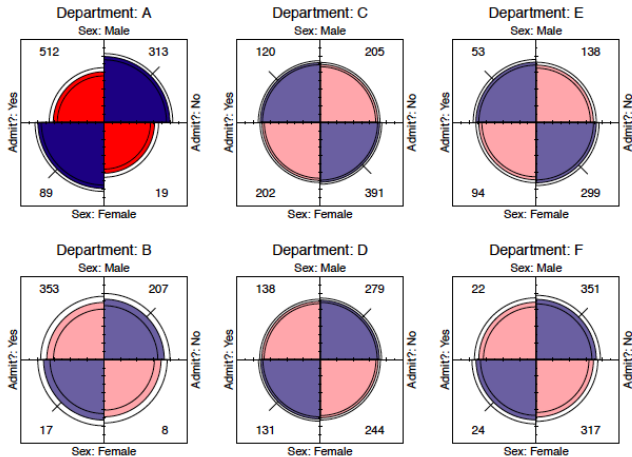 Department: A
Sex: Male
512 313
Admit?: Yes
Admit?: No
89 19
Sex: Female
Department: C
Sex: Male
120 205
Admit?: Yes
Admit?: No
202 391
Sex: Female
Department: E
Sex: Male
53 138
Admit?: Yes
Admit?: No
94 299
Sex: Female
Department: B
Sex: Male
353 207
Admit?: Yes
Admit?: No
17 8
Sex: Female
Department: D
Sex: Male
138 279
Admit?: Yes
Admit?: No
131 244
Sex: Female
Department: F
Sex: Male
22 351
Admit?: Yes
Admit?: No
24 317
Sex: Female